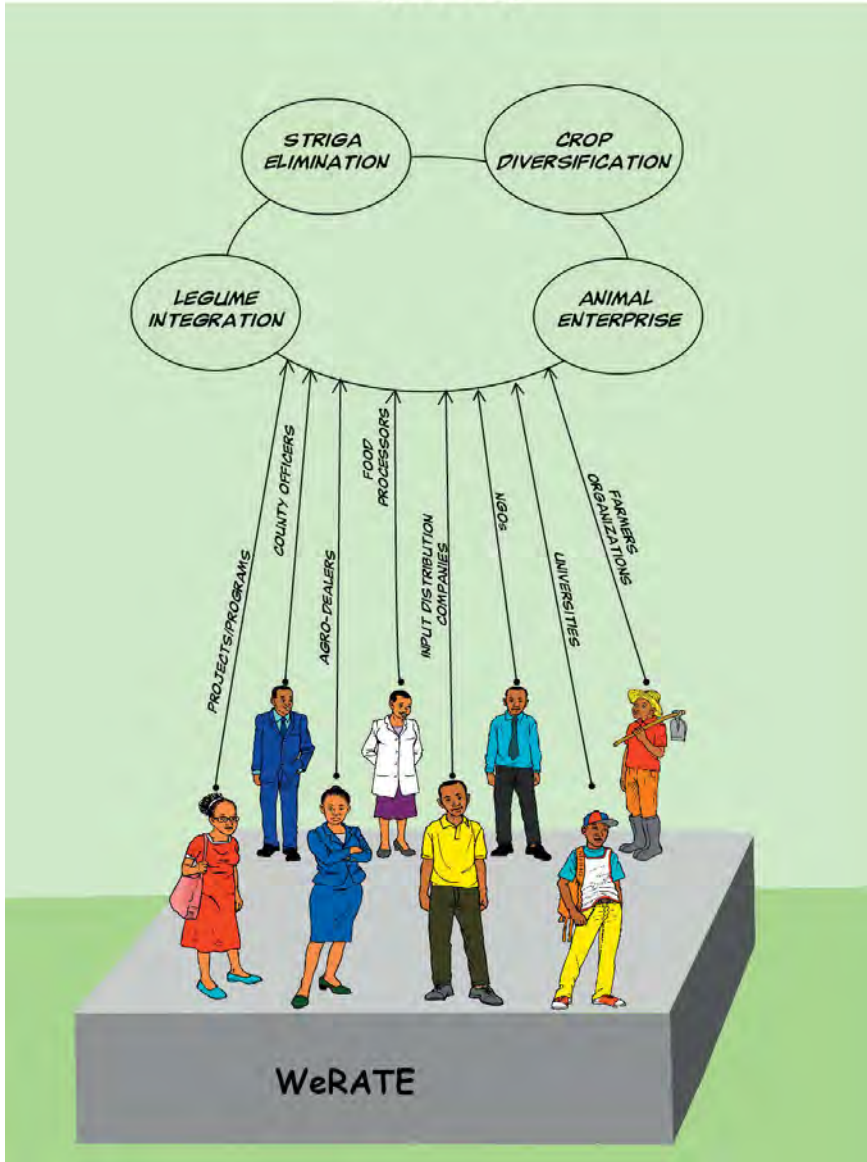 STRIGA
ELIMINATION
CROP
DIVERSIFICATION
LEGUME
INTEGRATION
ANIMAL
ENTERPRISE
PROJECTS/PROGRAMS
COUNTY OFFICERS
AGRO-DEALERS
FOOD
PROCESSORS
INPUT DISTRIBUTION
COMPANIES
NGOs
UNIVERSITIES
FARMERS
ORGANIZATIONS
WeRATE